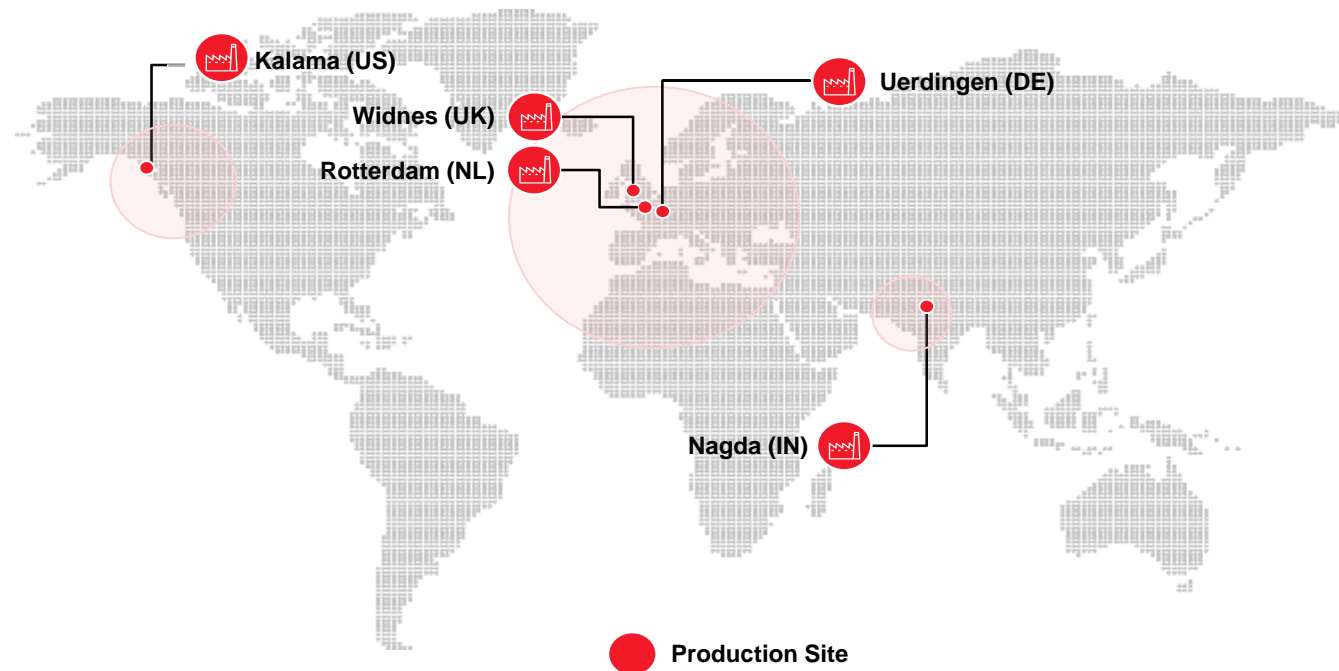 Kalama (US)
Uerdingen (DE)
Widnes (UK)
Rotterdam (NL)
Nagda (IN)
Production Site